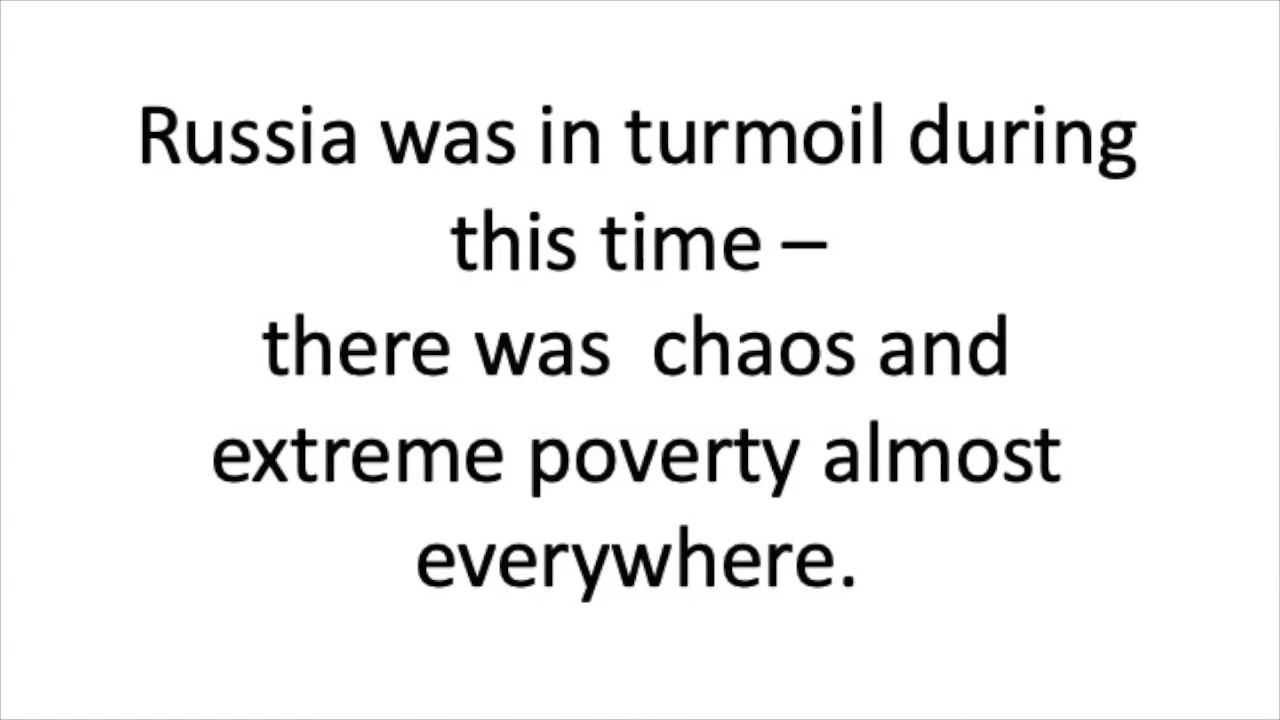 Russia was in turmoil during
this time –
there was  chaos and
extreme poverty almost
everywhere.